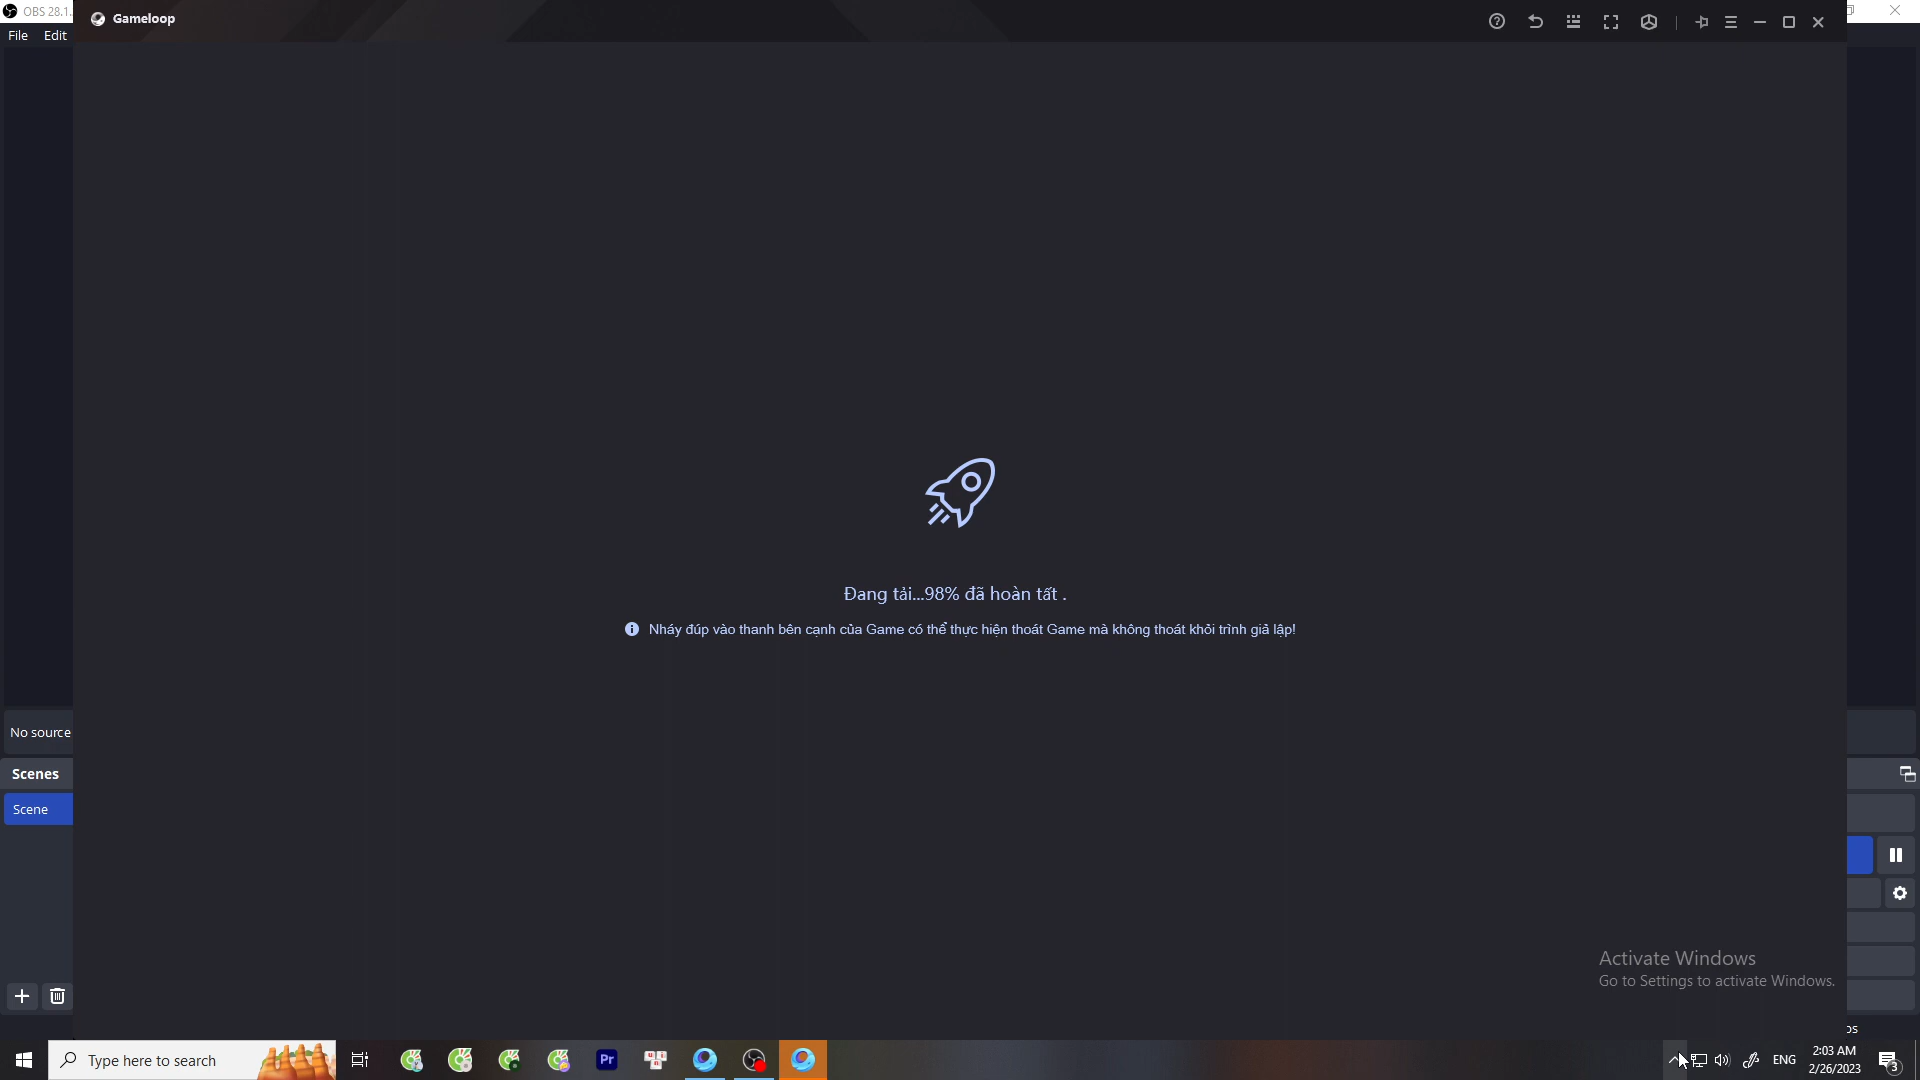 OBS 28.1.
Gameloop
File Edit
Đang tải...98% đã hoàn tất .
Nháy đúp vào thanh bên cạnh của Game có thể thực hiện thoát Game mà không thoát khỏi trình giả lập!
No source
Scenes
Scene
Activate Windows
Go to Settings to activate Windows.
Type here to search
Pr
ENG
2:03 AM
2/26/2023
3